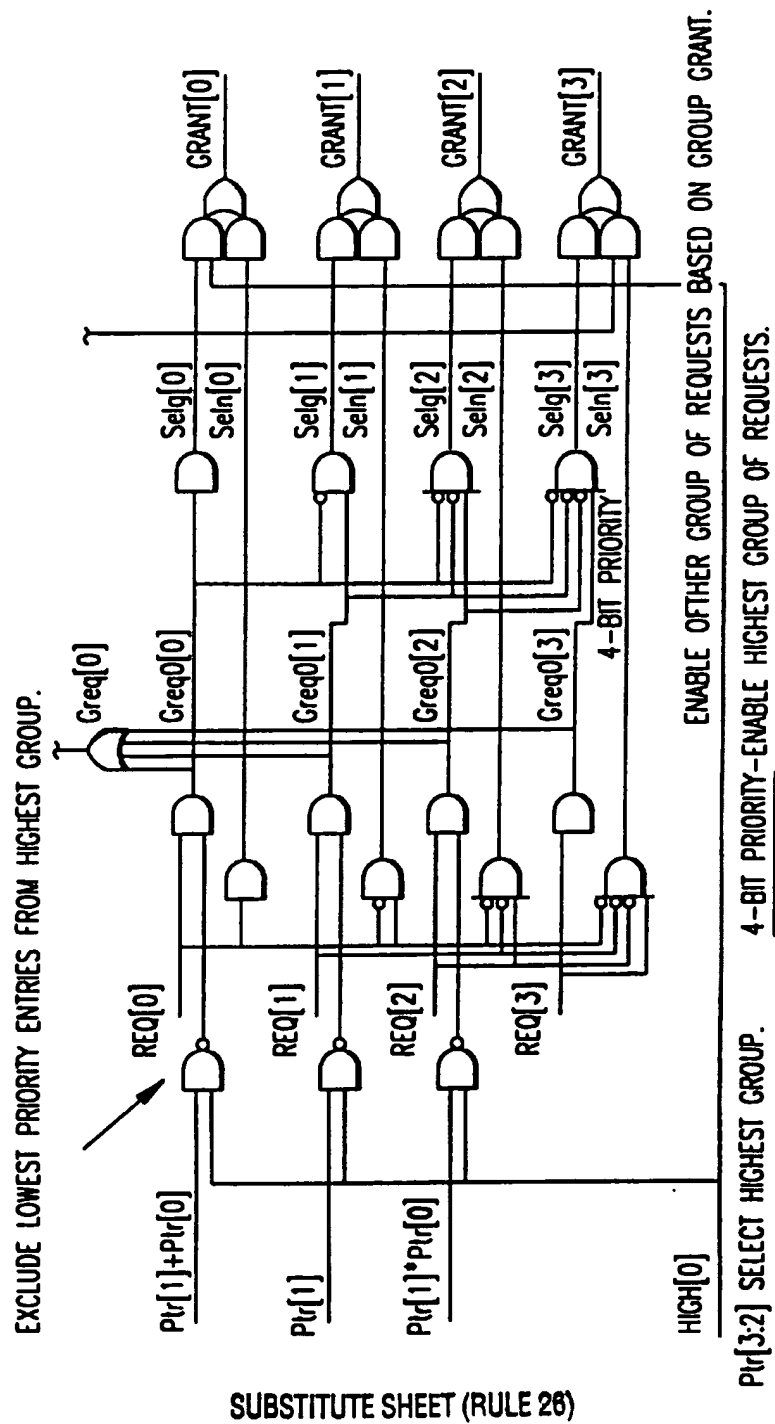 EXCLUDE LOWEST PRIORITY ENTRIES FROM HIGHEST GROUP.
Ptr[1]+Ptr[0]
REQ[0]
Greq[0]
Greq0[0]
Selg[0]
Seln[0]
GRANT[0]
Ptr[1]
REQ[1]
Greq0[1]
Selg[1]
Seln[1]
GRANT[1]
Ptr[1]*Ptr[0]
REQ[2]
Greq0[2]
Selg[2]
Seln[2]
GRANT[2]
REQ[3]
Greq0[3]
4-BIT PRIORITY
Selg[3]
Seln[3]
GRANT[3]
HIGH[0]
ENABLE OFTHER GROUP OF REQUESTS BASED ON GROUP GRANT.
Ptr[3:2] SELECT HIGHEST GROUP.
4-BIT PRIORITY-ENABLE HIGHEST GROUP OF REQUESTS.
SUBSTITUTE SHEET (RULE 26)